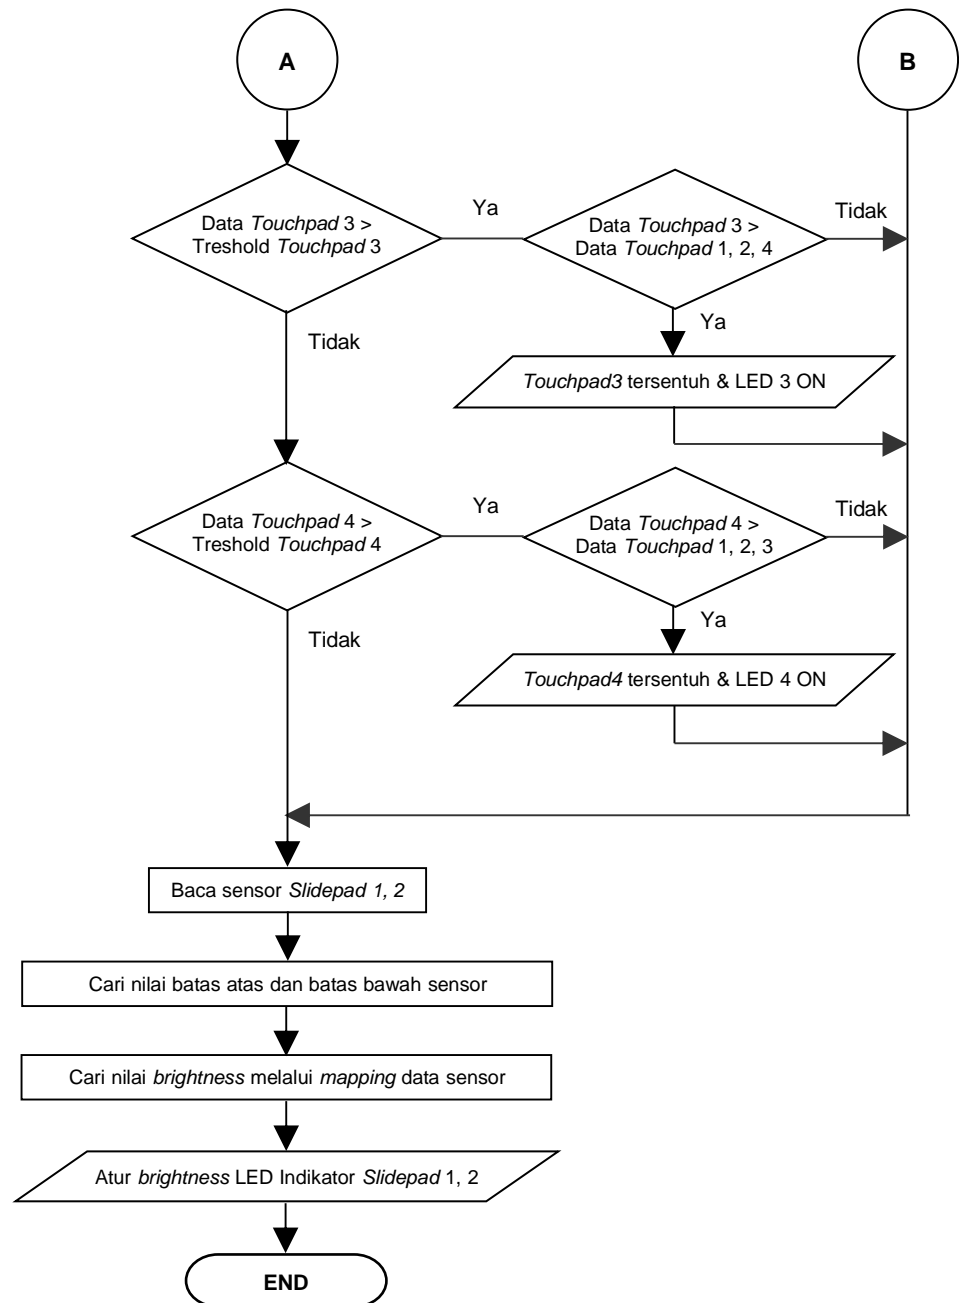 A
B
Data Touchpad 3 >
Treshold Touchpad 3
Ya
Data Touchpad 3 >
Data Touchpad 1, 2, 4
Tidak
Ya
Tidak
Touchpad3 tersentuh & LED 3 ON
Data Touchpad 4 >
Treshold Touchpad 4
Ya
Data Touchpad 4 >
Data Touchpad 1, 2, 3
Tidak
Ya
Tidak
Touchpad4 tersentuh & LED 4 ON
Baca sensor Slidepad 1, 2
Cari nilai batas atas dan batas bawah sensor
Cari nilai brightness melalui mapping data sensor
Atur brightness LED Indikator Slidepad 1, 2
END